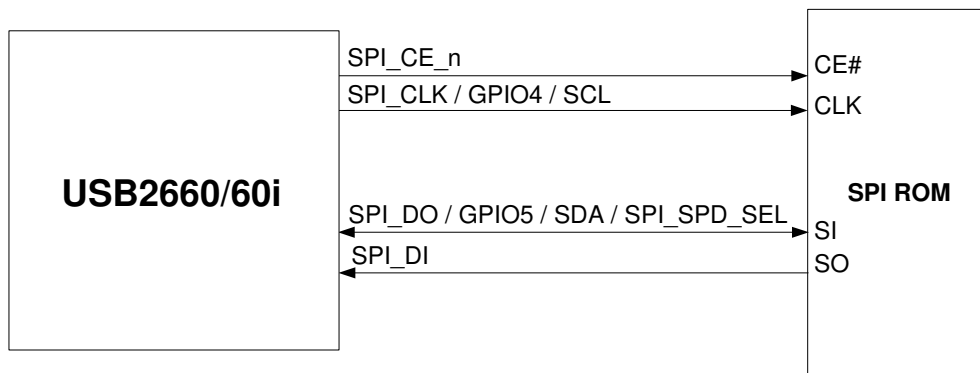 SPI_CE_n
CE#
SPI_CLK / GPIO4 / SCL
CLK
USB2660/60i
SPI ROM
SPI_DO / GPIO5 / SDA / SPI_SPD_SEL
SI
SPI_DI
SO